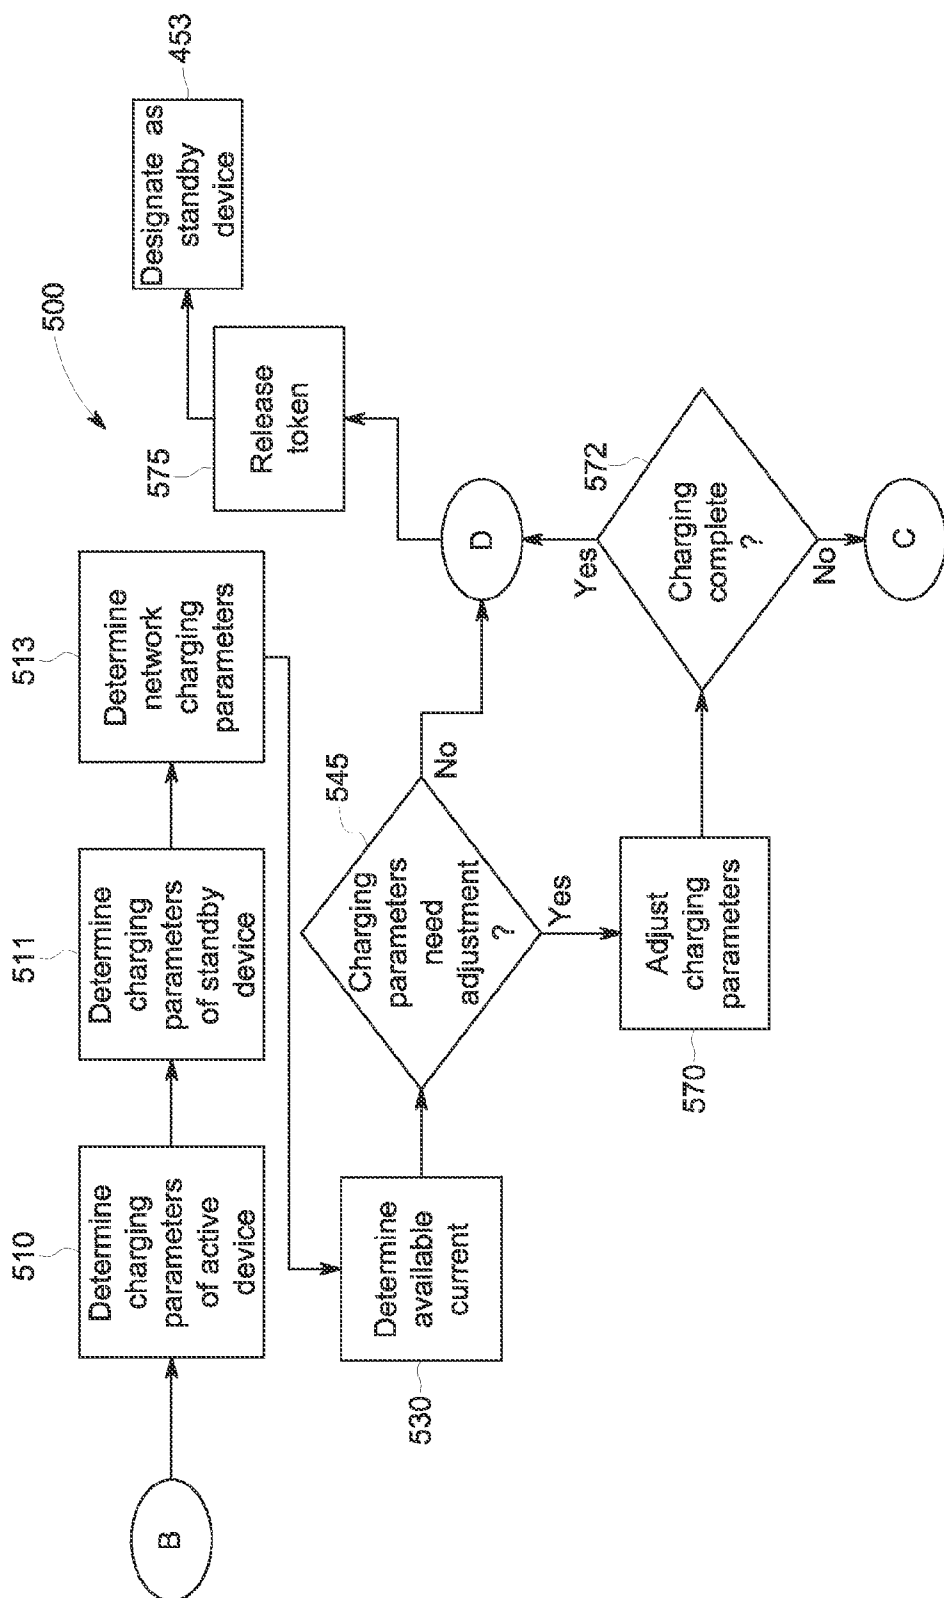 500
B
510
Determine
charging
parameters
of active
device
511
Determine
charging
parameters
of standby
device
513
Determine
network
charging
parameters
530
Determine
available
current
545
Charging
parameters
need
adjustment
?
No
Yes
570
Adjust
charging
parameters
572
Charging
complete
?
Yes
No
C
D
575
Release
token
453
Designate as
standby
device